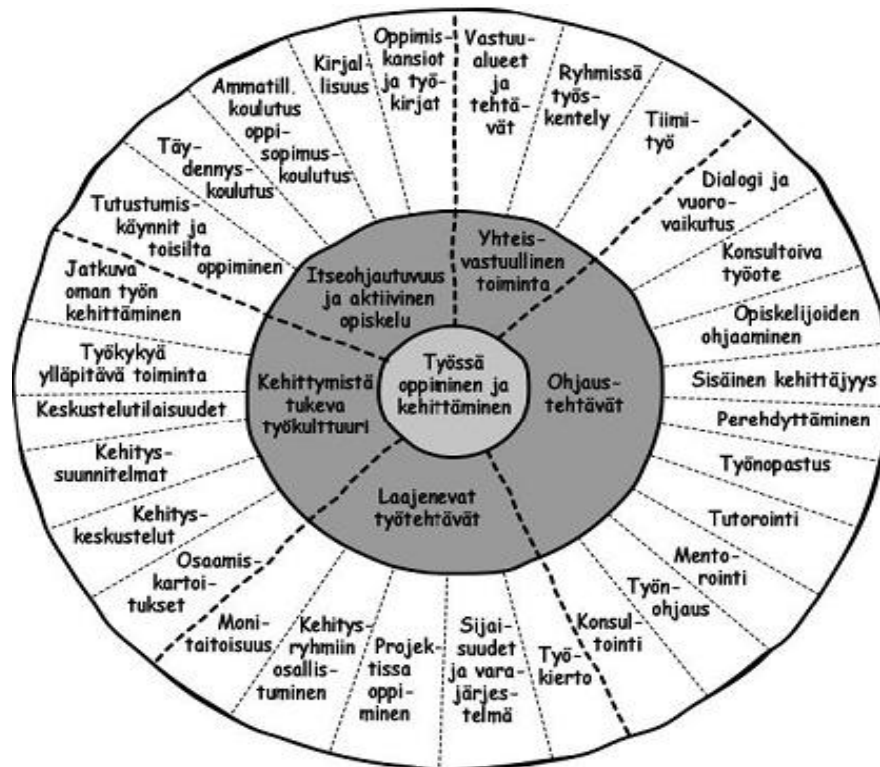 Työssä
oppiminen ja
kehittäminen
Itseohjautuvuus
ja aktiivinen
opiskelu
Yhteis-
vastuullinen
toiminta
Ohjaus-
tehtävät
Laajenevat
työtehtävät
Kehittymistä
tukeva
työkulttuuri
Vastuu-
alueet
ja
tehtä-
vät
Ryhmissä
työs-
kentely
Tiimi-
työ
Dialogi ja
vuoro-
vaikutus
Konsultoiva
työote
Opiskelijoiden
ohjaaminen
Sisäinen kehittäjyys
Perehdyttäminen
Työnopastus
Tutorointi
Mento-
rointi
Työn-
ohjaus
Konsul-
tointi
Työ-
kierto
Sijai-
suudet
ja vara-
järjes-
telmä
Projek-
tissa
oppi-
minen
Kehitys-
ryhmiin
osallis-
tuminen
Moni-
taitoisuus
Osaamis-
kartoi-
tukset
Kehitys-
keskustelut
Kehitys-
suunnitelmat
Keskustelutilaisuudet
Työkykyä
ylläpitävä toiminta
Jatkuva
oman työn
kehittäminen
Tutustumis-
käynnit ja
toisilta
oppiminen
Täy-
dennys-
koulutus
Ammatill.
koulutus
oppi-
sopimus-
koulutus
Kirjal-
lisuus
Oppimis-
kansiot
ja työ-
kirjat